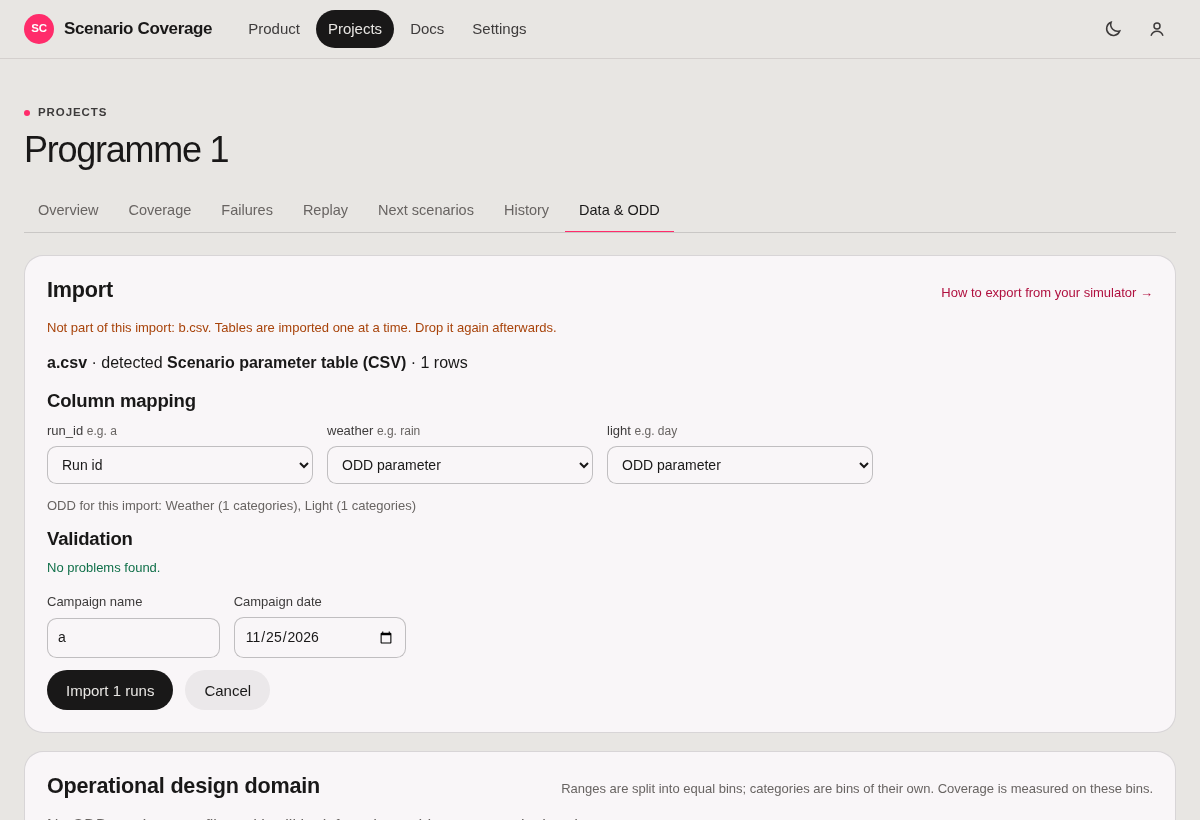 SC Scenario Coverage Product Projects Docs Settings
PROJECTS
Programme 1
Overview Coverage Failures Replay Next scenarios History Data & ODD
Import How to export from your simulator →
Not part of this import: b.csv. Tables are imported one at a time. Drop it again afterwards.
a.csv · detected Scenario parameter table (CSV) · 1 rows
Column mapping
run_id e.g. a weather e.g. rain light e.g. day
Run id ODD parameter ODD parameter
ODD for this import: Weather (1 categories), Light (1 categories)
Validation
No problems found.
Campaign name Campaign date
a 11/25/2026
Import 1 runs Cancel
Operational design domain Ranges are split into equal bins; categories are bins of their own. Coverage is measured on these bins.